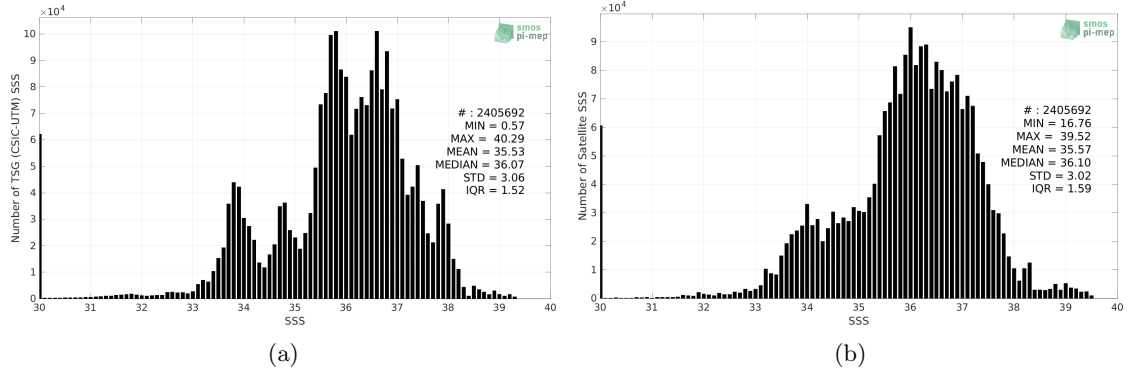 ×10⁴
smos
pi-mep
10
9
8
7
6
5
4
3
2
1
0
Number of TSG (CSIC-UTM) SSS
# : 2405692
MIN = 0.57
MAX = 40.29
MEAN = 35.53
MEDIAN = 36.07
STD = 3.06
IQR = 1.52
30 31 32 33 34 35 36 37 38 39 40
SSS
(a)
×10⁴
smos
pi-mep
10
9
8
7
6
5
4
3
2
1
0
Number of Satellite SSS
# : 2405692
MIN = 16.76
MAX = 39.52
MEAN = 35.57
MEDIAN = 36.10
STD = 3.02
IQR = 1.59
30 31 32 33 34 35 36 37 38 39 40
SSS
(b)